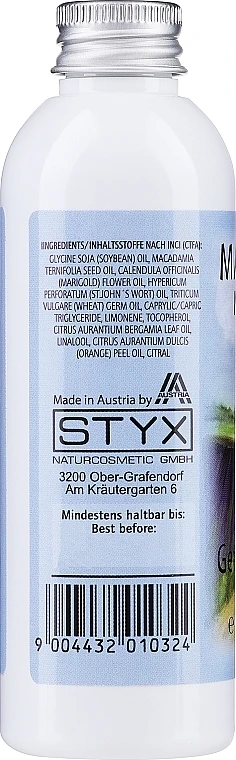 INGREDIENTS/INHALTSSTOFFE NACH INCI (CTFA):
GLYCINE SOJA (SOYBEAN) OIL, MACADAMIA
TERNIFOLIA SEED OIL, CALENDULA OFFICINALIS
(MARIGOLD) FLOWER OIL, HYPERICUM
PERFORATUM (STJOHN´S WORT) OIL, TRITICUM
VULGARE (WHEAT) GERM OIL, CAPRYLIC/CAPRIC
TRIGLYCERIDE, LIMONENE, TOCOPHEROL,
CITRUS AURANTIUM BERGAMIA LEAF OIL,
LINALOOL, CITRUS AURANTIUM DULCIS
(ORANGE) PEEL OIL, CITRAL
Made in Austria by
AUSTRIA
STYX
NATURCOSMETIC GMBH
3200 Ober-Grafendorf
Am Kräutergarten 6
Mindestens haltbar bis:
Best before:
9 004432 010324
MA
Ge
e